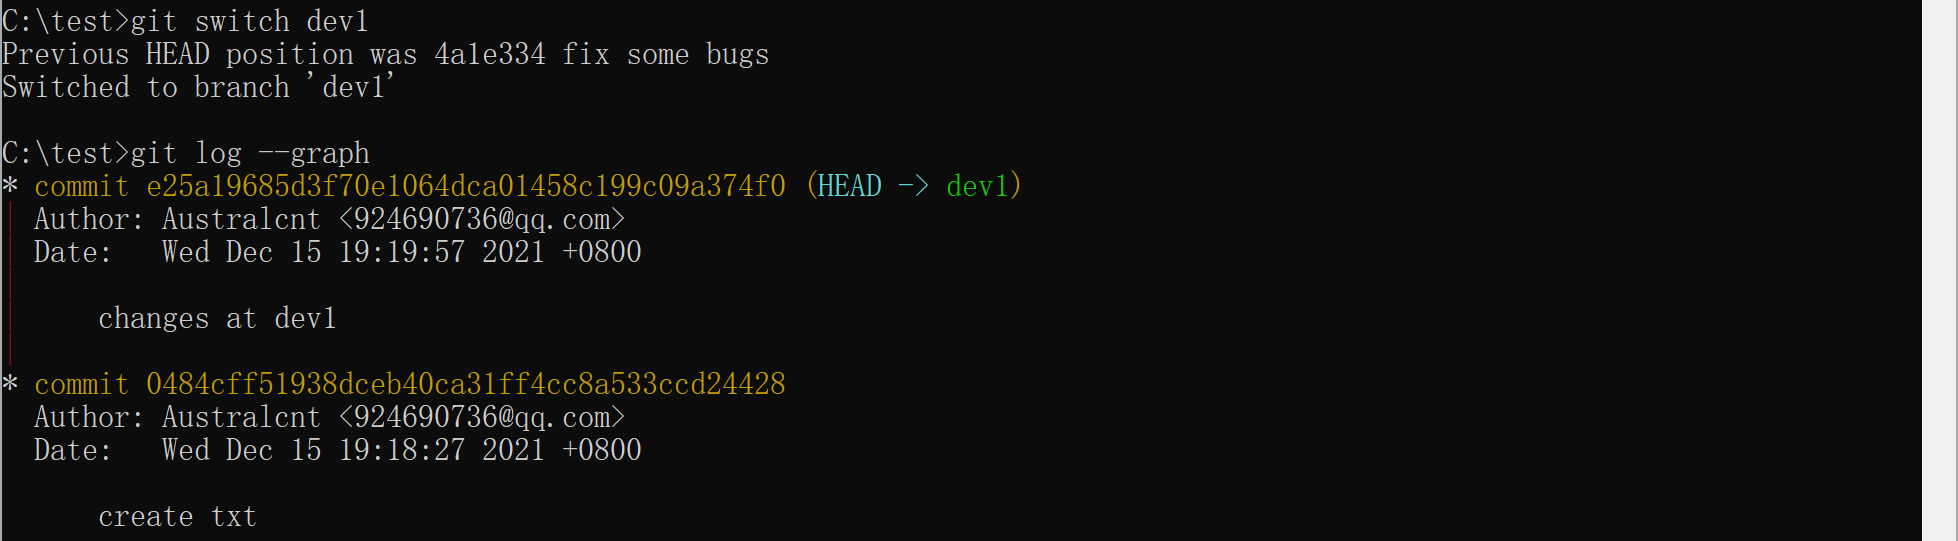 C:\test>git switch dev1
Previous HEAD position was 4a1e334 fix some bugs
Switched to branch 'dev1'
C:\test>git log --graph
* commit e25a19685d3f70e1064dca01458c199c09a374f0 (HEAD -> dev1)
| Author: Australcnt <924690736@qq.com>
| Date:   Wed Dec 15 19:19:57 2021 +0800
|
|     changes at dev1
|
* commit 0484cff51938dceb40ca31ff4cc8a533ccd24428
  Author: Australcnt <924690736@qq.com>
  Date:   Wed Dec 15 19:18:27 2021 +0800
      create txt